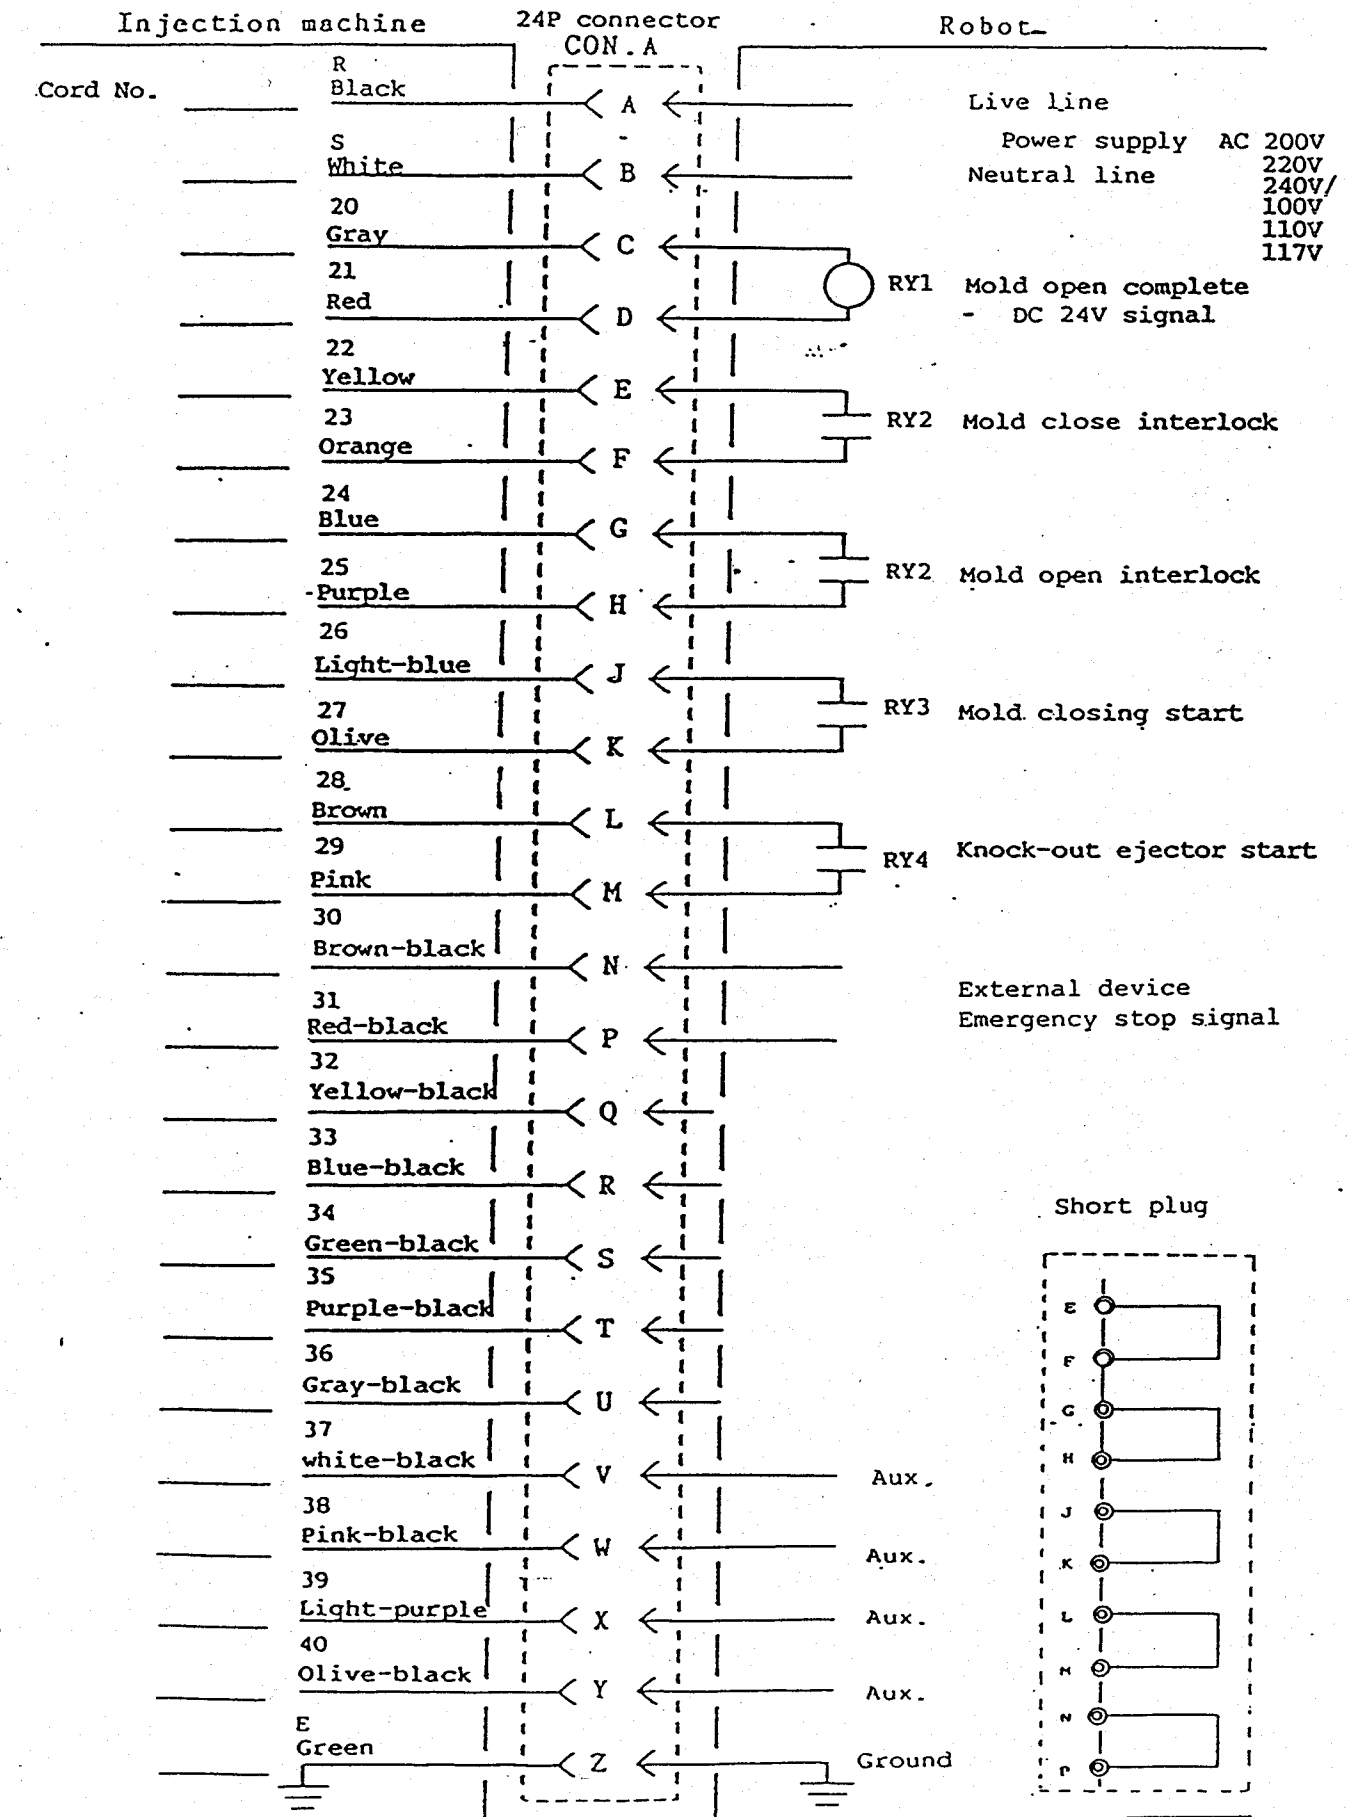 Injection machine
24P connector
CON.A
Robot
Cord No.
R
Black
A
Live line
Power supply AC 200V
220V
240V/
100V
110V
117V
S
White
B
Neutral line
20
Gray
C
21
Red
D
RY1 Mold open complete
- DC 24V signal
22
Yellow
E
23
Orange
F
RY2 Mold close interlock
24
Blue
G
25
Purple
H
RY2 Mold open interlock
26
Light-blue
J
27
Olive
K
RY3 Mold closing start
28
Brown
L
29
Pink
M
RY4 Knock-out ejector start
30
Brown-black
N
31
Red-black
P
External device
Emergency stop signal
32
Yellow-black
Q
33
Blue-black
R
34
Green-black
S
35
Purple-black
T
36
Gray-black
U
37
white-black
V
Aux.
38
Pink-black
W
Aux.
39
Light-purple
X
Aux.
40
Olive-black
Y
Aux.
E
Green
Z
Ground
Short plug
E
F
G
H
J
K
L
M
N
P